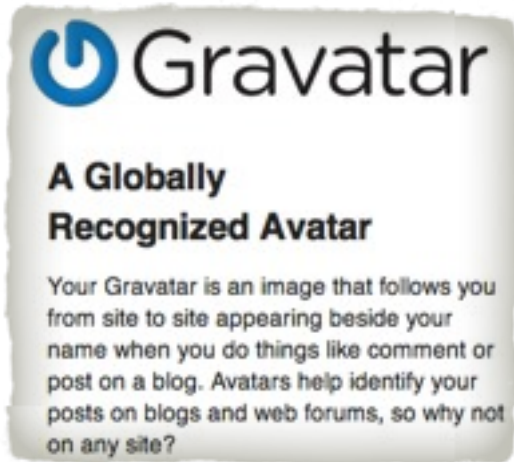 Gravatar
A Globally
Recognized Avatar
Your Gravatar is an image that follows you
from site to site appearing beside your
name when you do things like comment or
post on a blog. Avatars help identify your
posts on blogs and web forums, so why not
on any site?